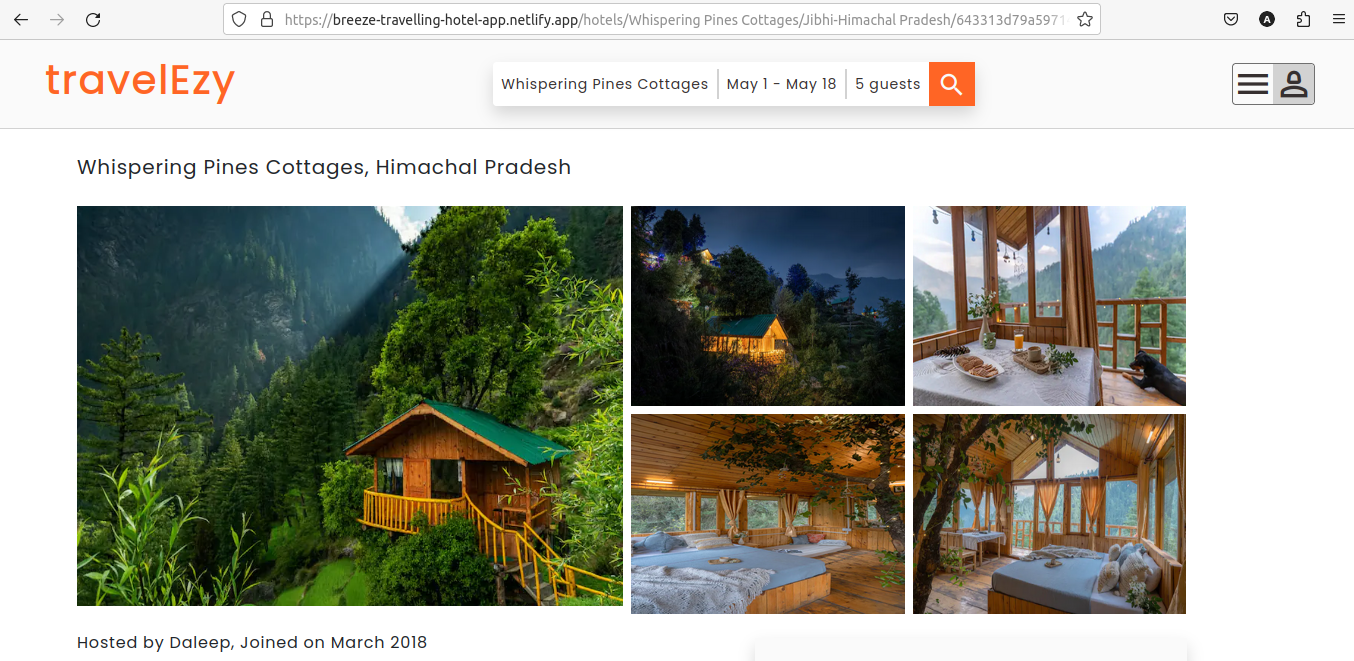 https://breeze-travelling-hotel-app.netlify.app/hotels/Whispering Pines Cottages/Jibhi-Himachal Pradesh/643313d79a5971
A
travelEzy
Whispering Pines Cottages May 1 - May 18 5 guests
Whispering Pines Cottages, Himachal Pradesh
Hosted by Daleep, Joined on March 2018